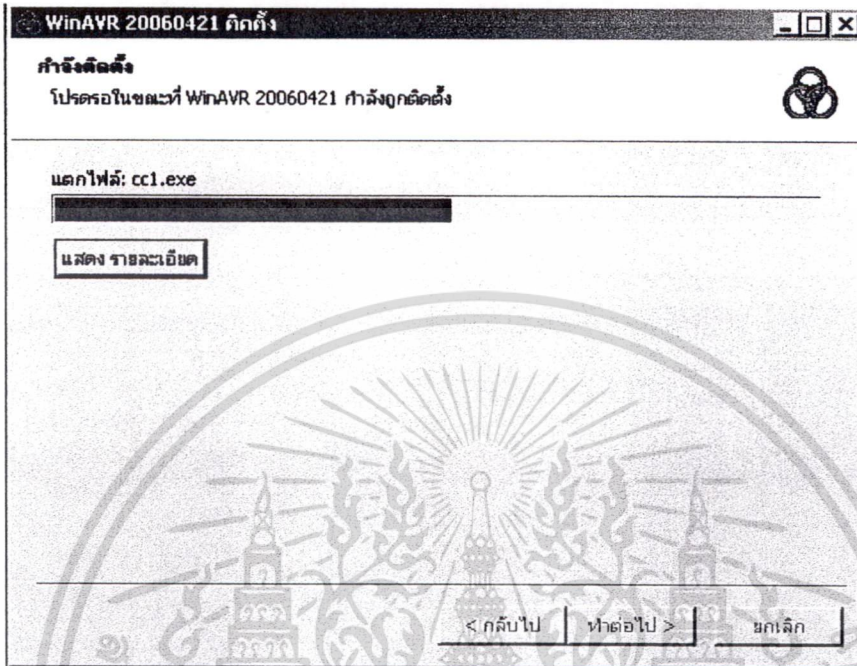 WinAVR 20060421 ติดตั้ง
กำลังติดตั้ง
โปรดรอในขณะที่ WinAVR 20060421 กำลังถูกติดตั้ง
แตกไฟล์: cc1.exe
แสดง รายละเอียด
< กลับไป
ทำต่อไป >
ยกเลิก